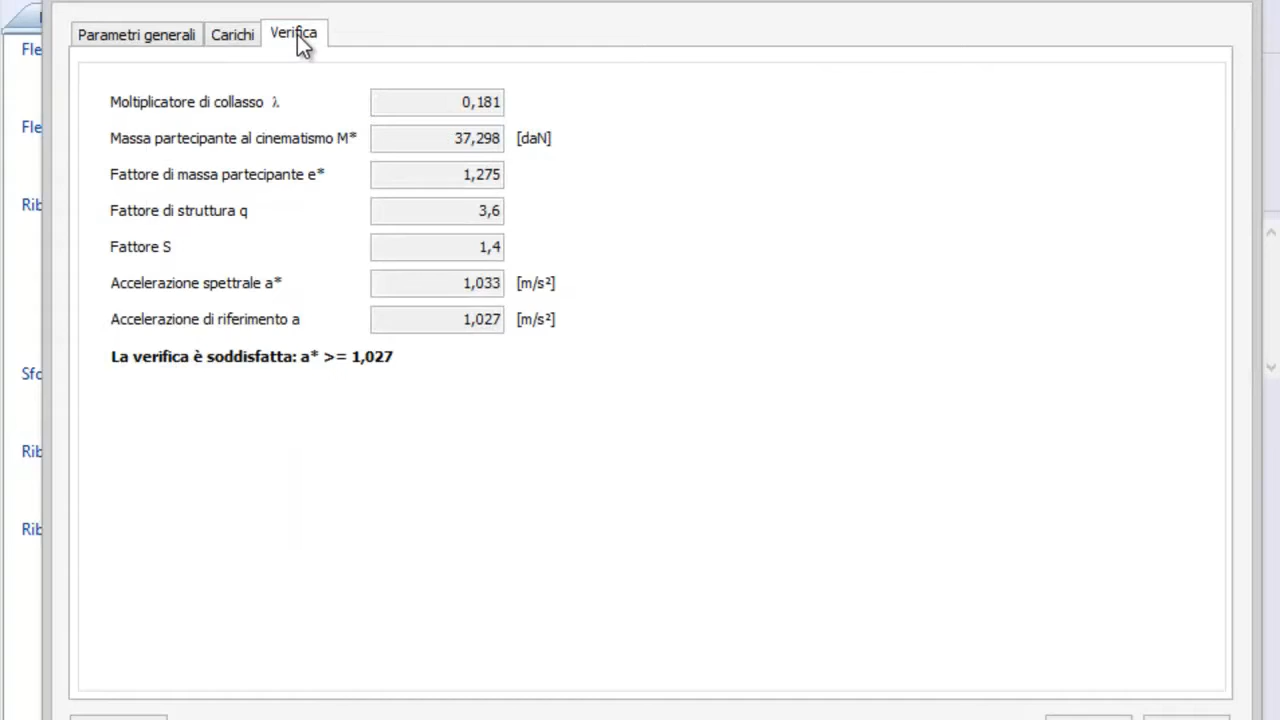 Parametri generali Carichi Verifica
Fle
Moltiplicatore di collasso λ 0,181
Fle
Massa partecipante al cinematismo M* 37,298 [daN]
Fattore di massa partecipante e* 1,275
Rib
Fattore di struttura q 3,6
Fattore S 1,4
Accelerazione spettrale a* 1,033 [m/s²]
Accelerazione di riferimento a 1,027 [m/s²]
La verifica è soddisfatta: a* >= 1,027
Sfo
Rib
Rib